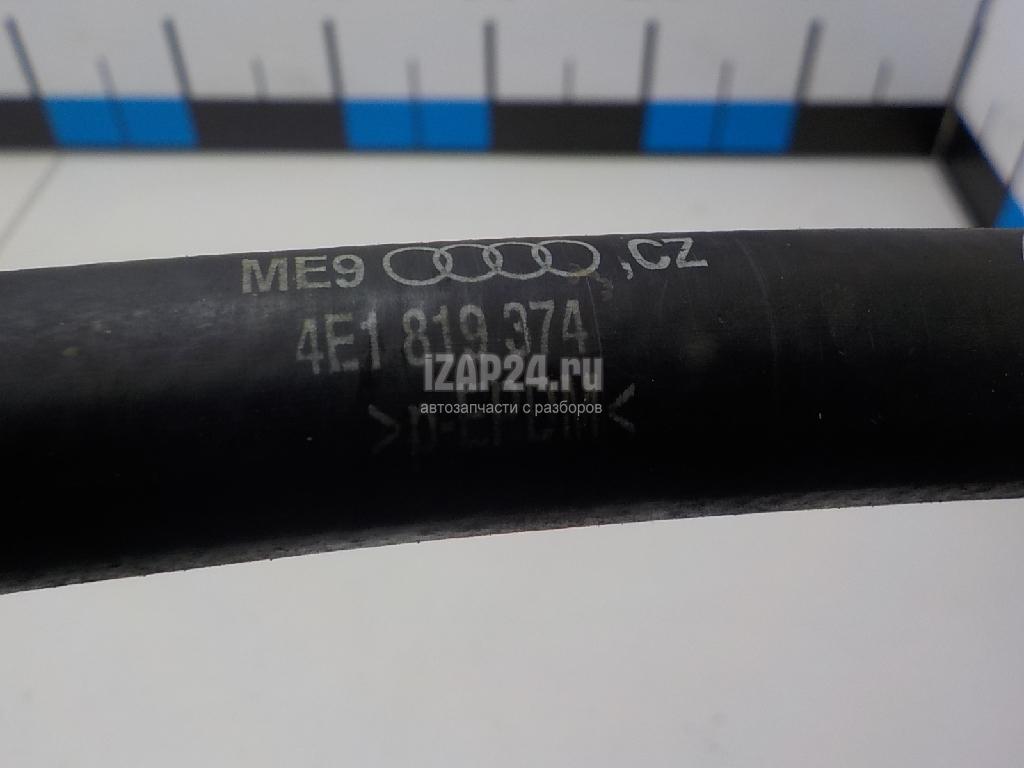 ME9 ,CZ
4E1 819 374
iZAP24.ru
автозапчасти с разборов